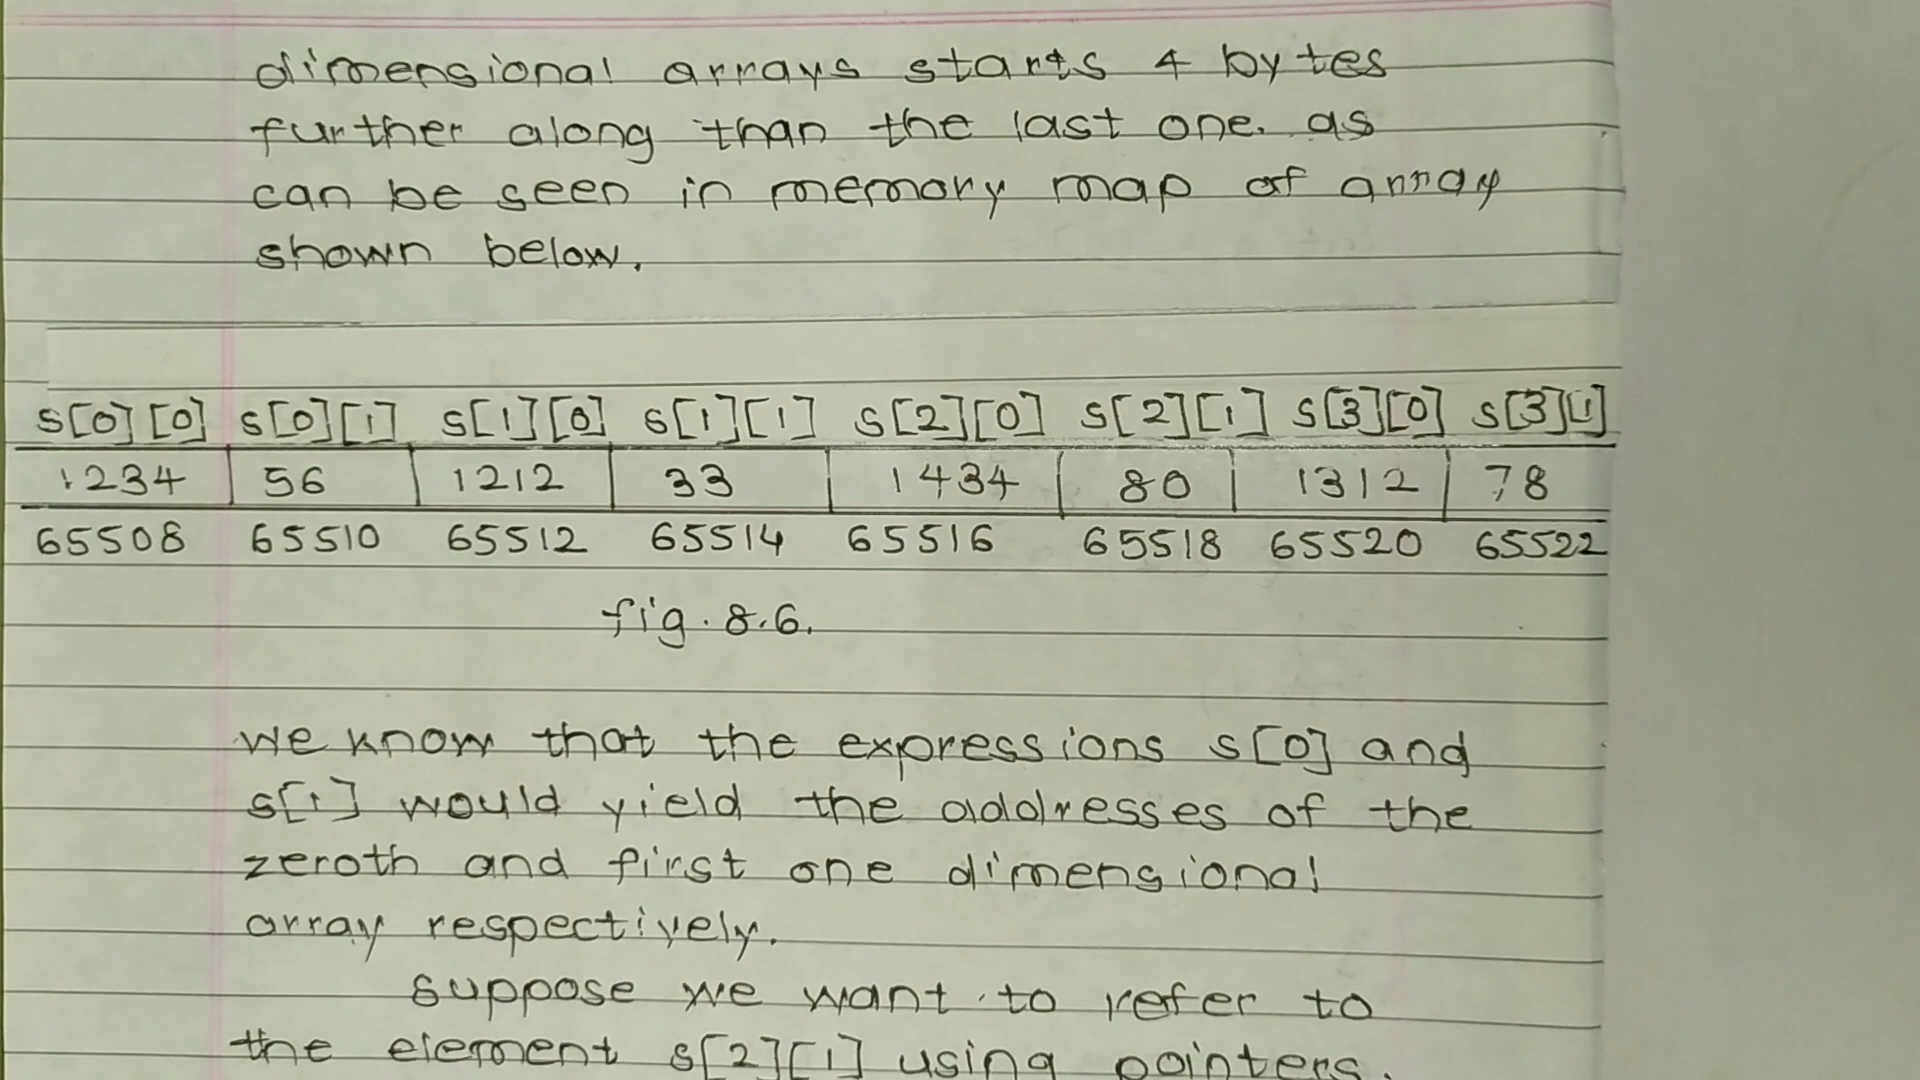 dimensional arrays starts 4 bytes
further along than the last one. as
can be seen in memory map of array
shown below.
s[0][0] s[0][1] s[1][0] s[1][1] s[2][0] s[2][1] s[3][0] s[3][1]
1234 56 1212 33 1434 80 1312 78
65508 65510 65512 65514 65516 65518 65520 65522
fig. 8.6.
we know that the expressions s[0] and
s[1] would yield the addresses of the
zeroth and first one dimensional
array respectively.
suppose we want to refer to
the element s[2][1] using pointers.